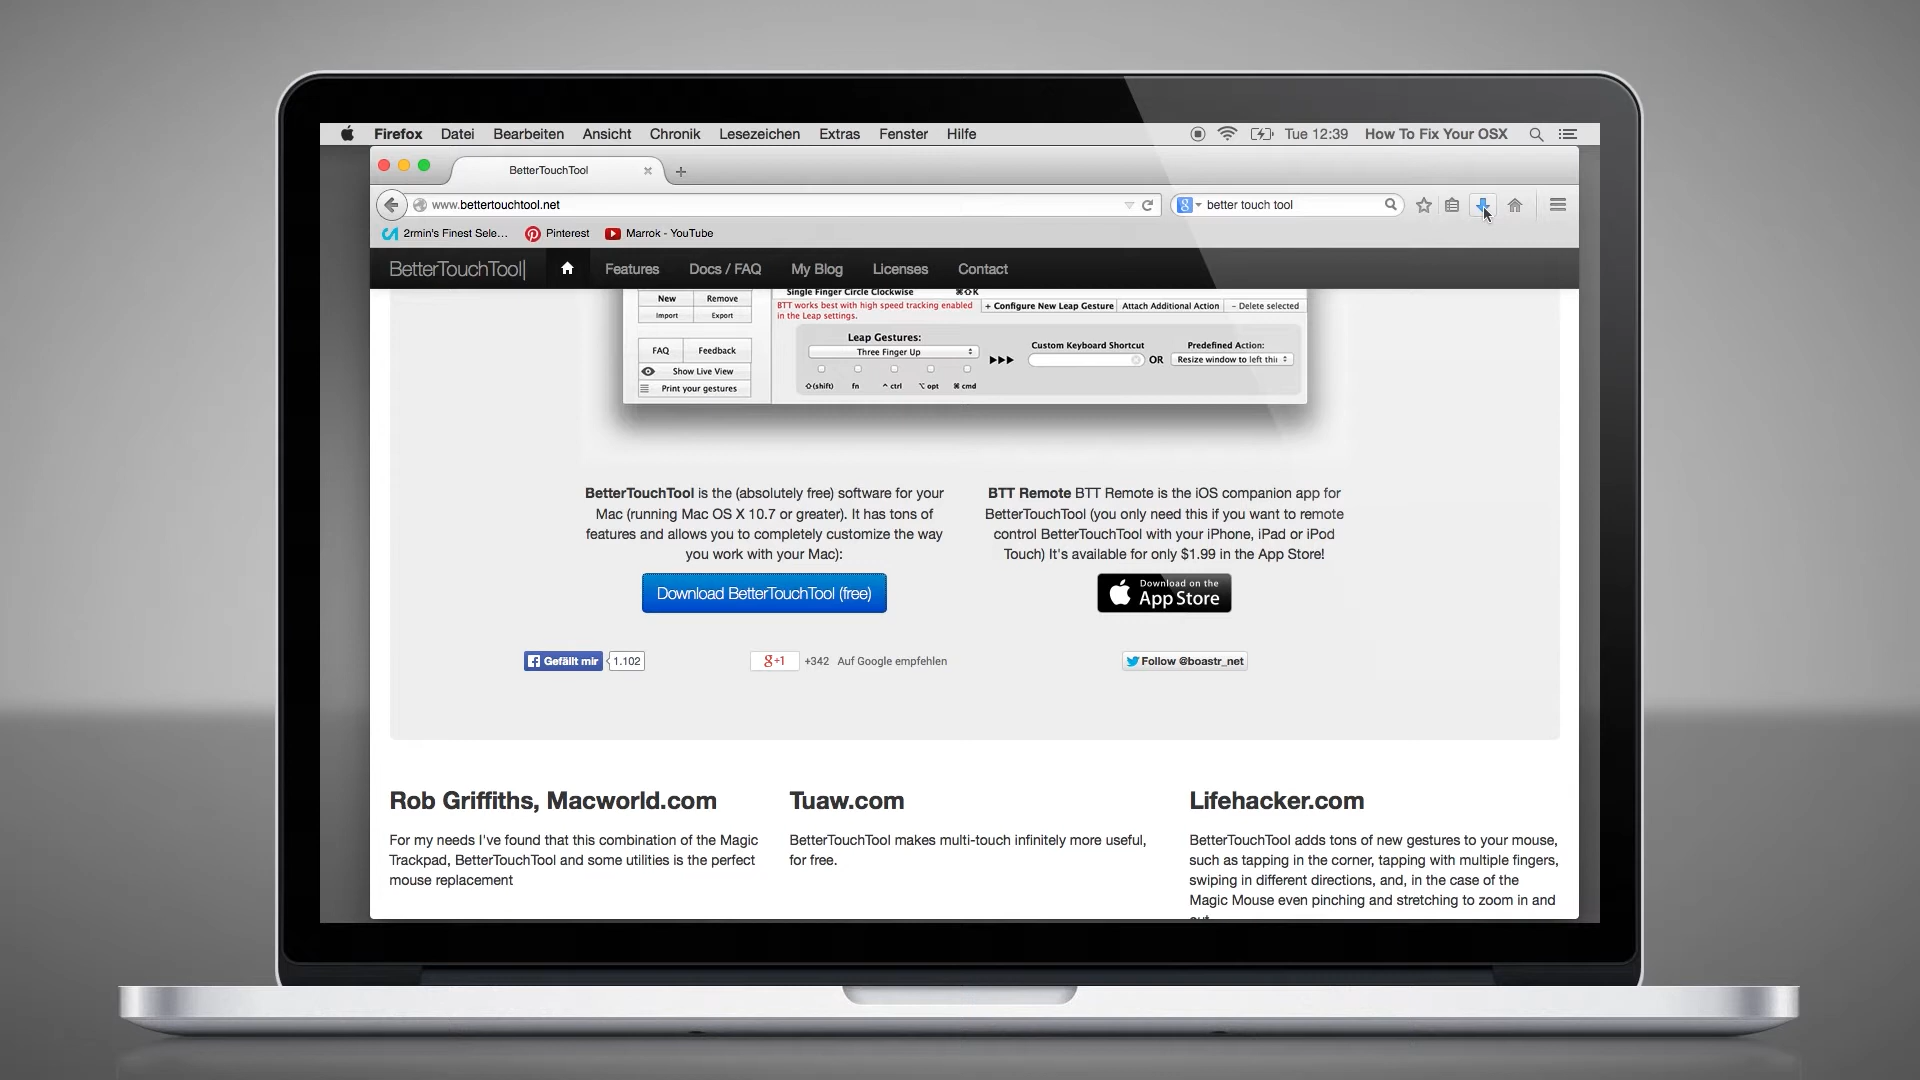 Firefox Datei Bearbeiten Ansicht Chronik Lesezeichen Extras Fenster Hilfe Tue 12:39 How To Fix Your OSX
BetterTouchTool
www.bettertouchtool.net
better touch tool
2rmin's Finest Sele... Pinterest Marrok - YouTube
BetterTouchTool Features Docs / FAQ My Blog Licenses Contact
Single Finger Circle Clockwise ⌘⇧K
New Remove
Import Export
BTT works best with high speed tracking enabled
in the Leap settings.
+ Configure New Leap Gesture Attach Additional Action - Delete selected
FAQ Feedback
Show Live View
Print your gestures
Leap Gestures:
Three Finger Up
⇧(shift) fn ^ ctrl ⌥ opt ⌘ cmd
Custom Keyboard Shortcut
OR
Predefined Action:
Resize window to left thi
BetterTouchTool is the (absolutely free) software for your
Mac (running Mac OS X 10.7 or greater). It has tons of
features and allows you to completely customize the way
you work with your Mac):
Download BetterTouchTool (free)
BTT Remote BTT Remote is the iOS companion app for
BetterTouchTool (you only need this if you want to remote
control BetterTouchTool with your iPhone, iPad or iPod
Touch) It's available for only $1.99 in the App Store!
Download on the
App Store
Gefällt mir 1.102
g+1 +342 Auf Google empfehlen
Follow @boastr_net
Rob Griffiths, Macworld.com
For my needs I've found that this combination of the Magic
Trackpad, BetterTouchTool and some utilities is the perfect
mouse replacement
Tuaw.com
BetterTouchTool makes multi-touch infinitely more useful,
for free.
Lifehacker.com
BetterTouchTool adds tons of new gestures to your mouse,
such as tapping in the corner, tapping with multiple fingers,
swiping in different directions, and, in the case of the
Magic Mouse even pinching and stretching to zoom in and